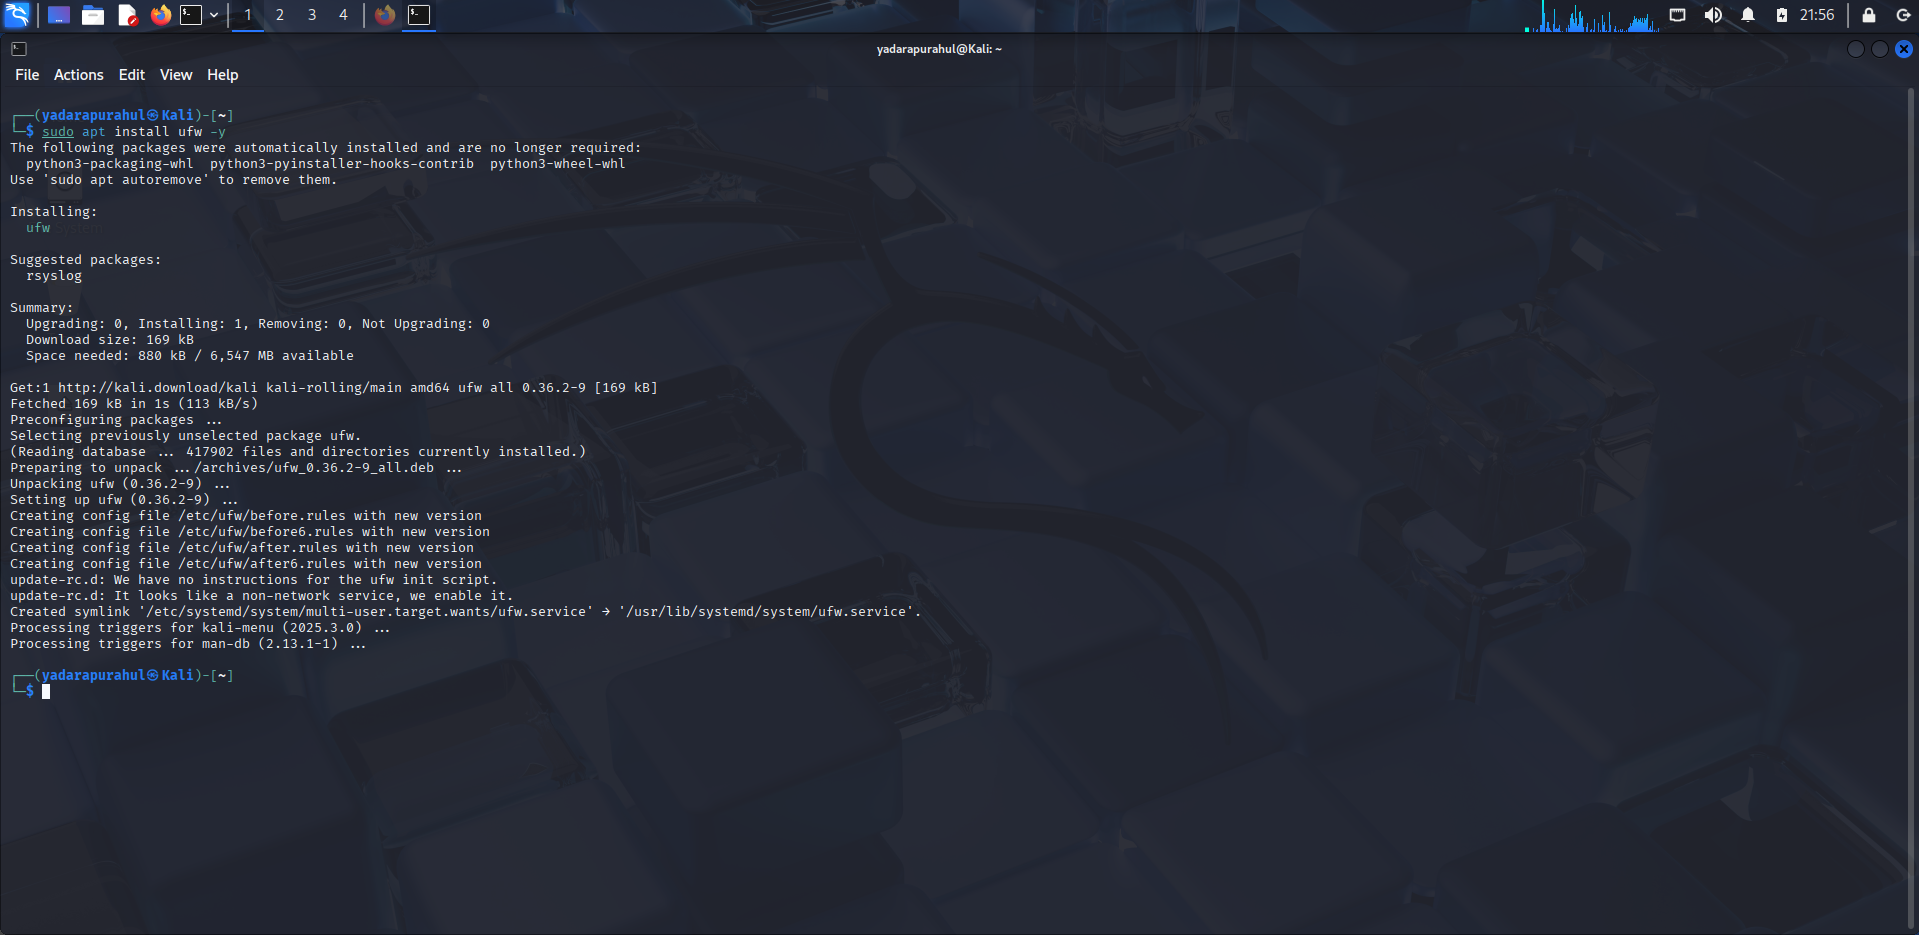 1 2 3 4 21:56
yadarapurahul@Kali: ~
File Actions Edit View Help
┌──(yadarapurahul㉿Kali)-[~]
└─$ sudo apt install ufw -y
The following packages were automatically installed and are no longer required:
  python3-packaging-whl  python3-pyinstaller-hooks-contrib  python3-wheel-whl
Use 'sudo apt autoremove' to remove them.

Installing:
  ufw

Suggested packages:
  rsyslog

Summary:
  Upgrading: 0, Installing: 1, Removing: 0, Not Upgrading: 0
  Download size: 169 kB
  Space needed: 880 kB / 6,547 MB available

Get:1 http://kali.download/kali kali-rolling/main amd64 ufw all 0.36.2-9 [169 kB]
Fetched 169 kB in 1s (113 kB/s)
Preconfiguring packages ...
Selecting previously unselected package ufw.
(Reading database ... 417902 files and directories currently installed.)
Preparing to unpack .../archives/ufw_0.36.2-9_all.deb ...
Unpacking ufw (0.36.2-9) ...
Setting up ufw (0.36.2-9) ...
Creating config file /etc/ufw/before.rules with new version
Creating config file /etc/ufw/before6.rules with new version
Creating config file /etc/ufw/after.rules with new version
Creating config file /etc/ufw/after6.rules with new version
update-rc.d: We have no instructions for the ufw init script.
update-rc.d: It looks like a non-network service, we enable it.
Created symlink '/etc/systemd/system/multi-user.target.wants/ufw.service' → '/usr/lib/systemd/system/ufw.service'.
Processing triggers for kali-menu (2025.3.0) ...
Processing triggers for man-db (2.13.1-1) ...

┌──(yadarapurahul㉿Kali)-[~]
└─$